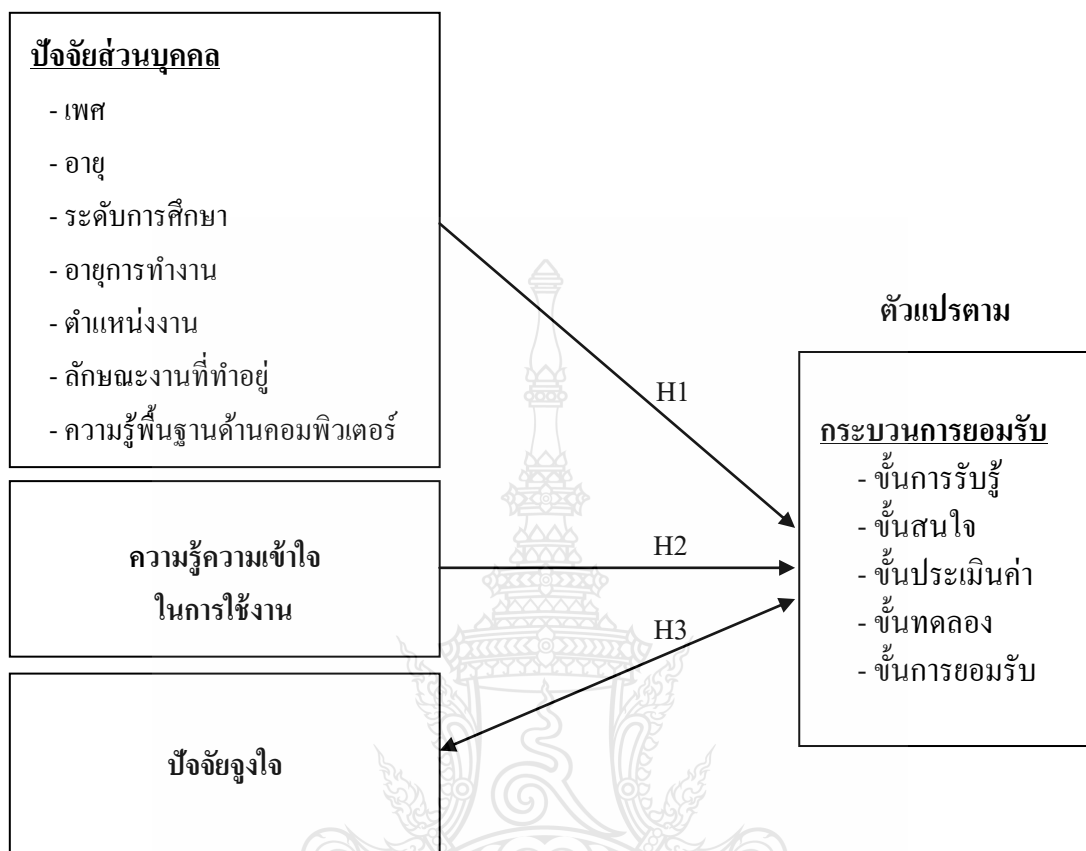 ปัจจัยส่วนบุคคล
- เพศ
- อายุ
- ระดับการศึกษา
- อายุการทำงาน
- ตำแหน่งงาน
- ลักษณะงานที่ทำอยู่
- ความรู้พื้นฐานด้านคอมพิวเตอร์
ความรู้ความเข้าใจ
ในการใช้งาน
ปัจจัยจูงใจ
H1
H2
H3
ตัวแปรตาม
กระบวนการยอมรับ
- ขั้นการรับรู้
- ขั้นสนใจ
- ขั้นประเมินค่า
- ขั้นทดลอง
- ขั้นการยอมรับ